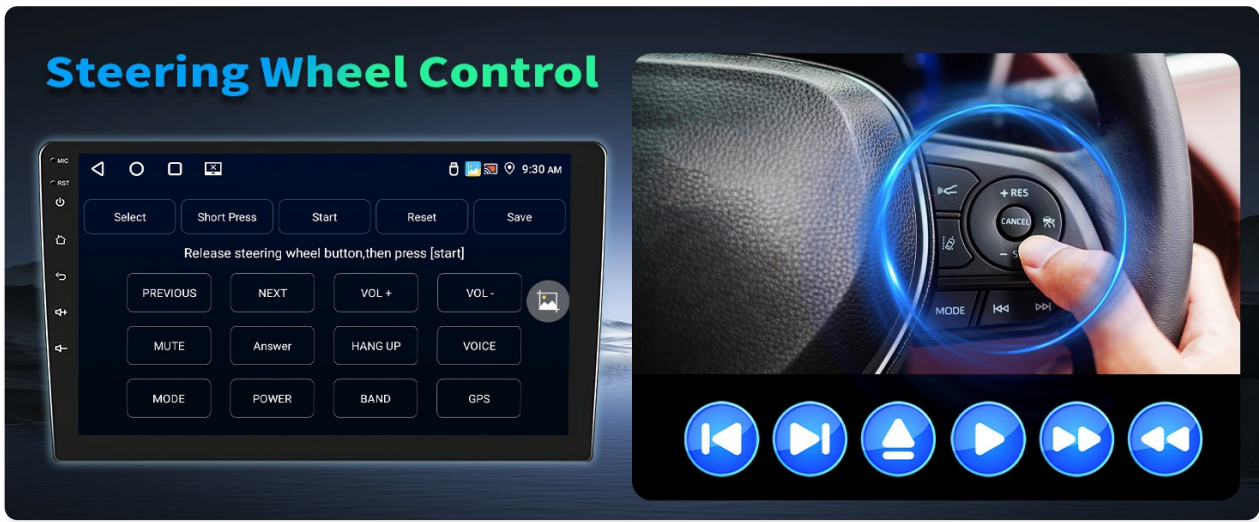 Steering Wheel Control
MIC
RST
9:30 AM
Select
Short Press
Start
Reset
Save
Release steering wheel button,then press [start]
PREVIOUS
NEXT
VOL +
VOL -
MUTE
Answer
HANG UP
VOICE
MODE
POWER
BAND
GPS
+ RES
CANCEL
MODE